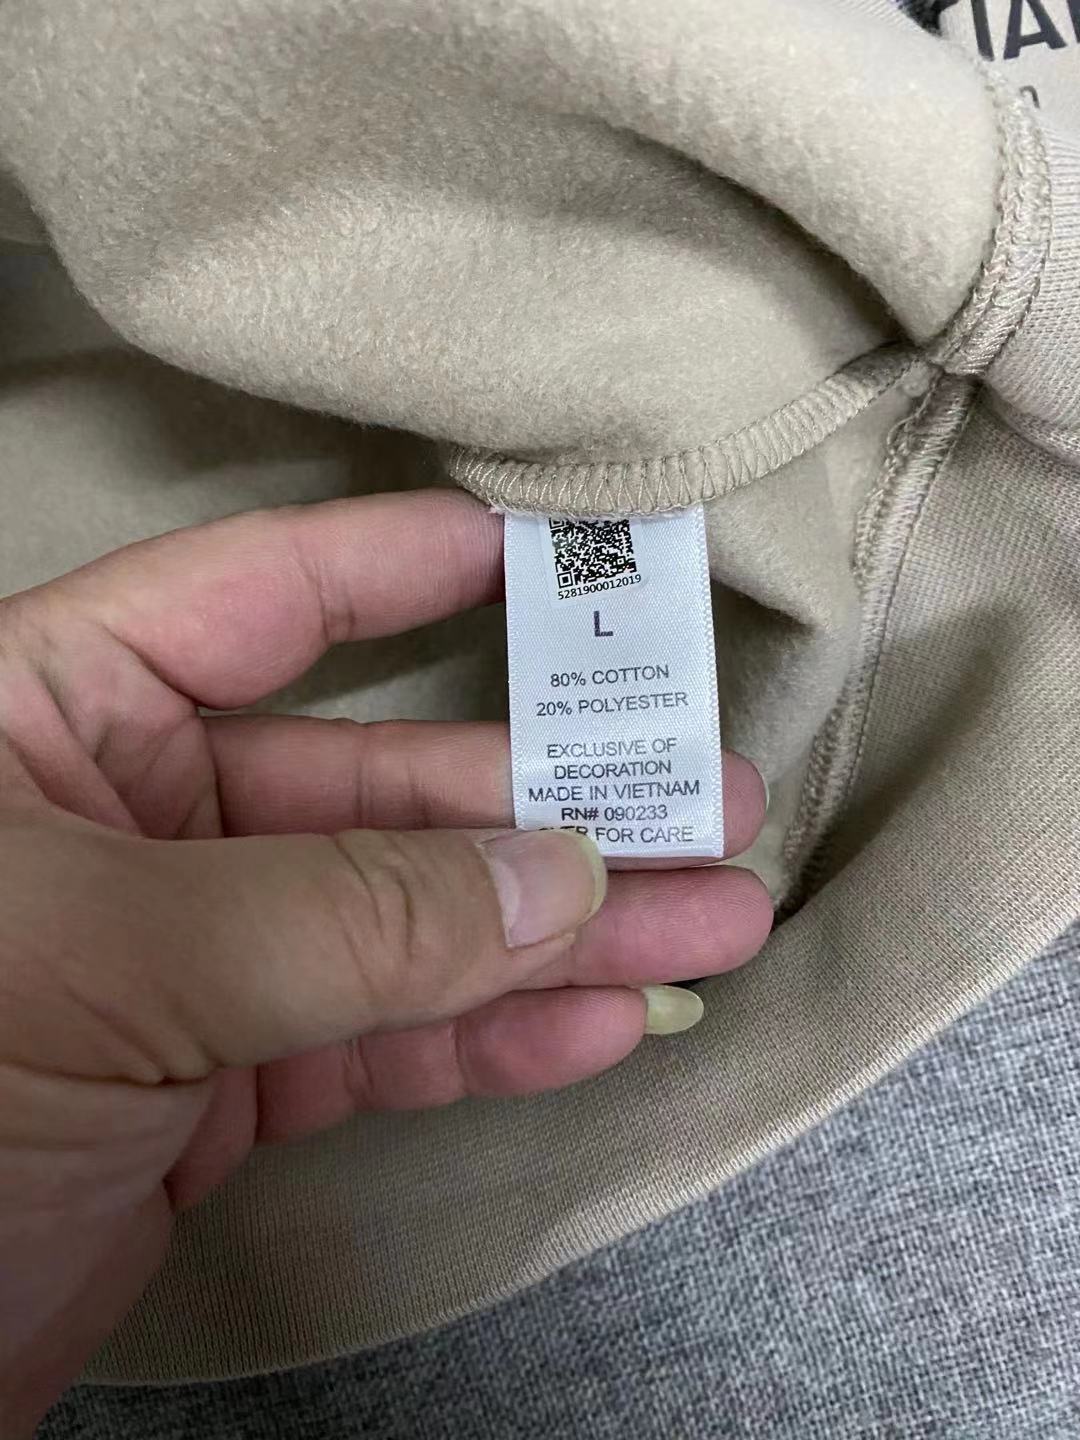 5281900012019
L
80% COTTON
20% POLYESTER
EXCLUSIVE OF
DECORATION
MADE IN VIETNAM
RN# 090233
FOR CARE